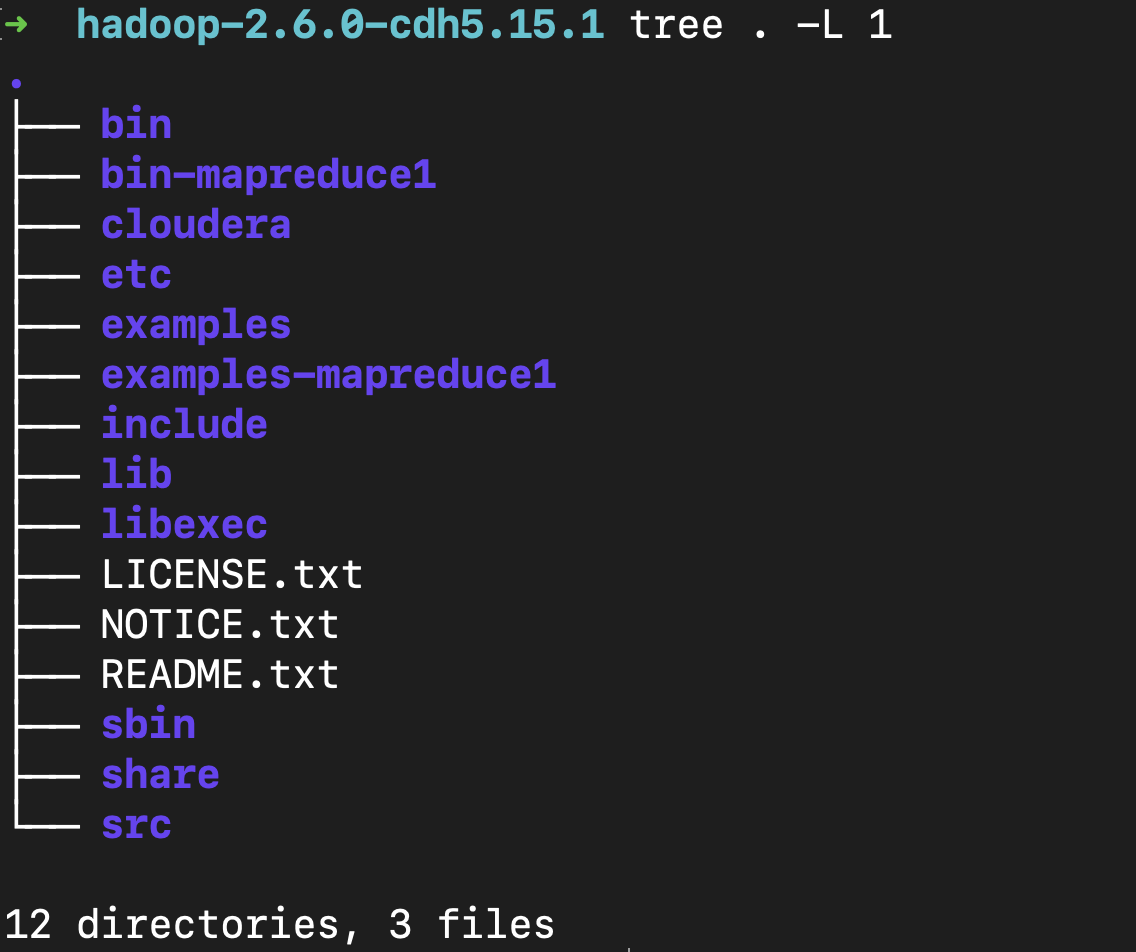 ➜  hadoop-2.6.0-cdh5.15.1 tree . -L 1
.
├── bin
├── bin-mapreduce1
├── cloudera
├── etc
├── examples
├── examples-mapreduce1
├── include
├── lib
├── libexec
├── LICENSE.txt
├── NOTICE.txt
├── README.txt
├── sbin
├── share
└── src
12 directories, 3 files